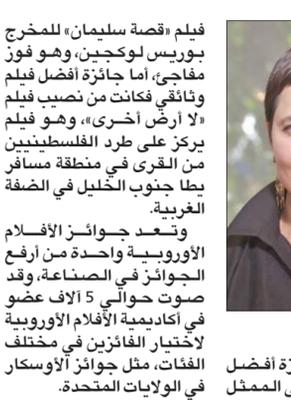 فيلم «قصة سليمان» للمخرج
بوريس لوكجين، وهو فوز
مفاجئ، أما جائزة أفضل فيلم
وثائقي فكانت من نصيب فيلم
«لا أرض أخرى»، وهو فيلم
يركز على طرد الفلسطينيين
من القرى في منطقة مسافر
يطا جنوب الخليل في الضفة
الغربية.
وتعد جوائز الأفلام
الأوروبية واحدة من أرفع
الجوائز في الصناعة، وقد
صوت حوالي 5 آلاف عضو
في أكاديمية الأفلام الأوروبية
لاختيار الفائزين في مختلف
الفئات، مثل جوائز الأوسكار
في الولايات المتحدة.
أفضل
الممثل